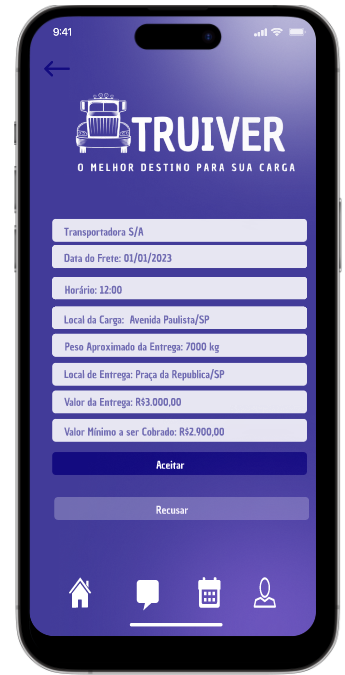 9:41
TRUIVER
O MELHOR DESTINO PARA SUA CARGA
Transportadora S/A
Data do Frete: 01/01/2023
Horário: 12:00
Local da Carga: Avenida Paulista/SP
Peso Aproximado da Entrega: 7000 kg
Local de Entrega: Praça da Republica/SP
Valor da Entrega: R$3.000,00
Valor Mínimo a ser Cobrado: R$2.900,00
Aceitar
Recusar